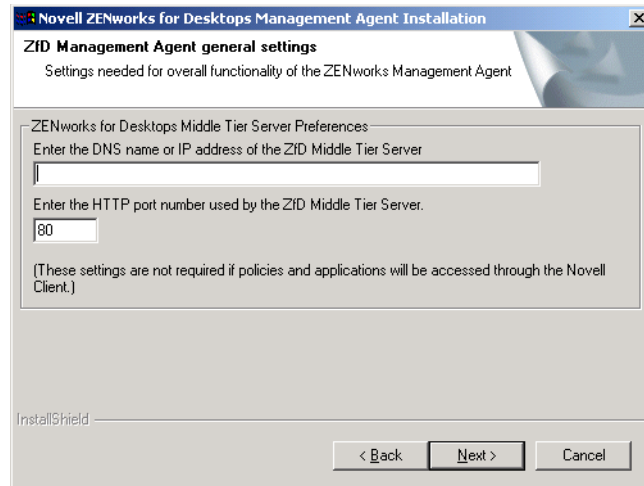 Novell ZENworks for Desktops Management Agent Installation
ZfD Management Agent general settings
Settings needed for overall functionality of the ZENworks Management Agent
ZENworks for Desktops Middle Tier Server Preferences
Enter the DNS name or IP address of the ZfD Middle Tier Server
Enter the HTTP port number used by the ZfD Middle Tier Server.
80
(These settings are not required if policies and applications will be accessed through the Novell
Client.)
InstallShield
< Back Next > Cancel